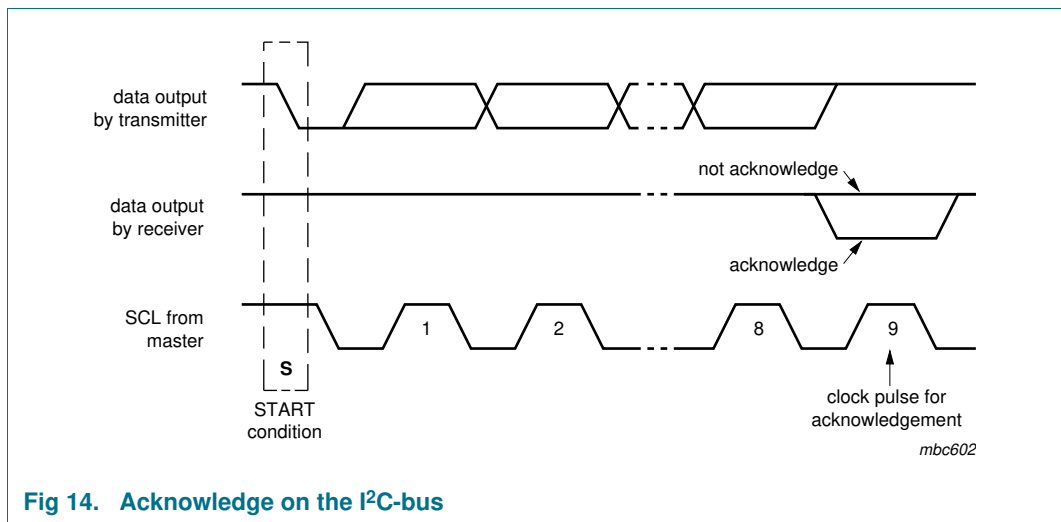 data output
by transmitter
not acknowledge
data output
by receiver
acknowledge
SCL from
master
1
2
8
9
S
START
condition
clock pulse for
acknowledgement
mbc602
Fig 14. Acknowledge on the I²C-bus